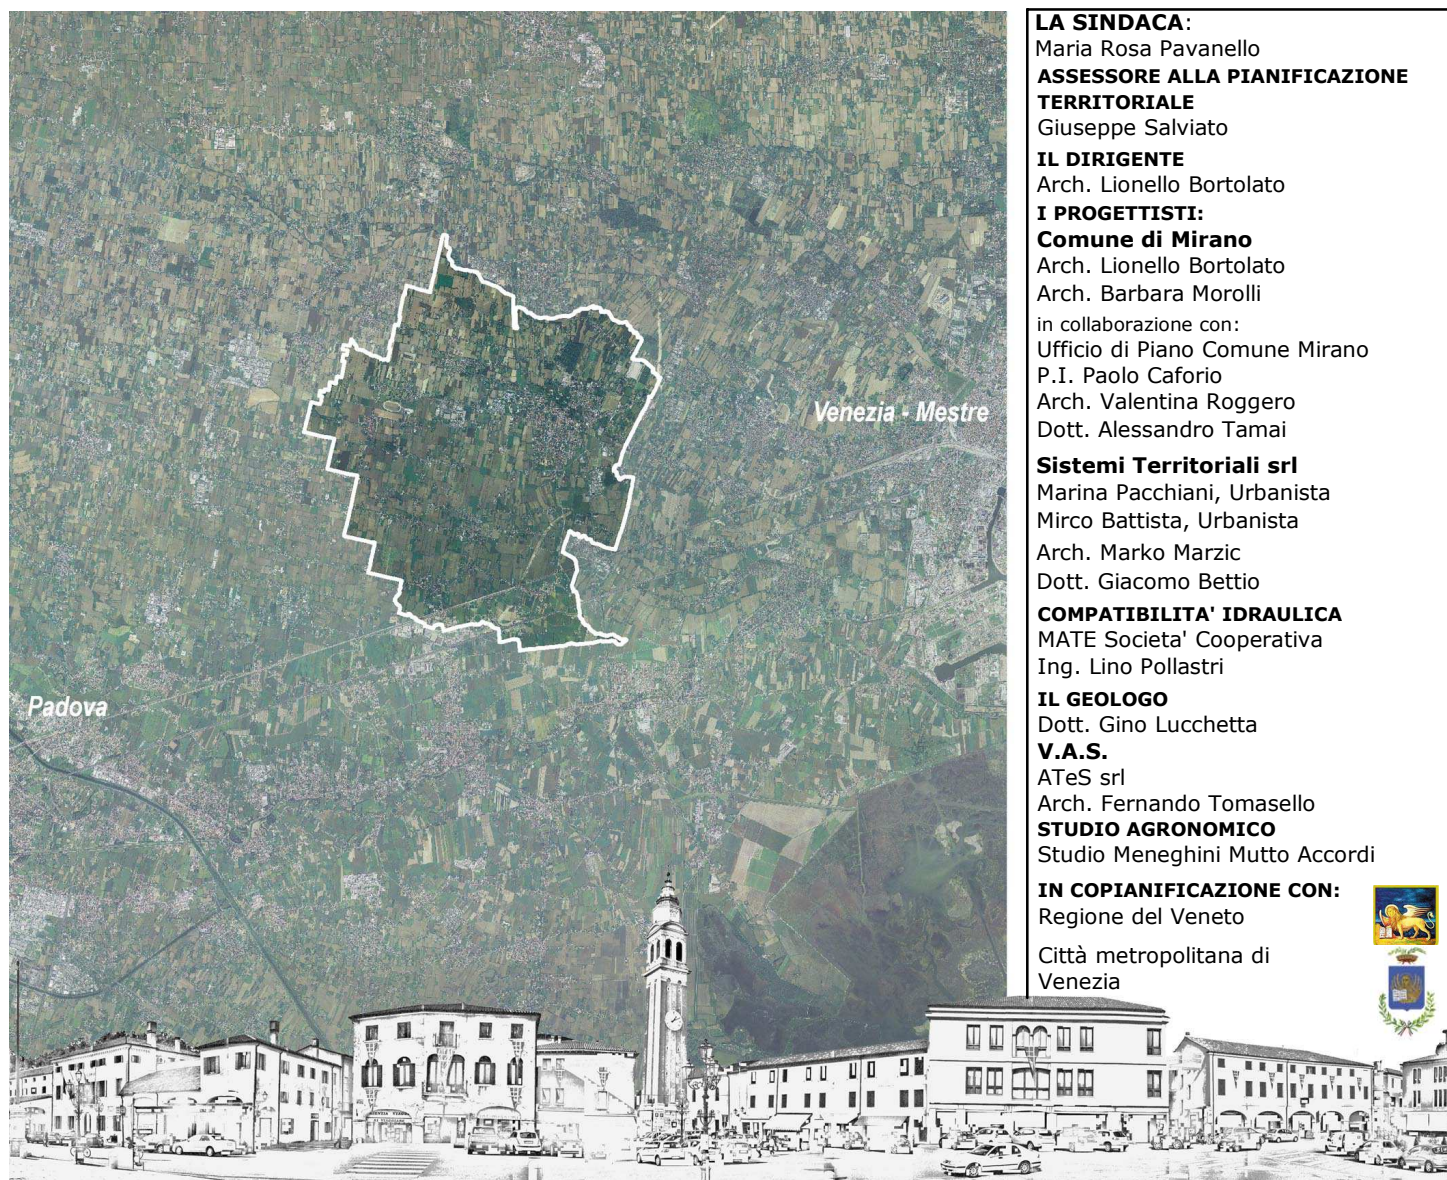 Venezia - Mestre
Padova
LA SINDACA:
Maria Rosa Pavanello
ASSESSORE ALLA PIANIFICAZIONE
TERRITORIALE
Giuseppe Salviato
IL DIRIGENTE
Arch. Lionello Bortolato
I PROGETTISTI:
Comune di Mirano
Arch. Lionello Bortolato
Arch. Barbara Morolli
in collaborazione con:
Ufficio di Piano Comune Mirano
P.I. Paolo Caforio
Arch. Valentina Roggero
Dott. Alessandro Tamai
Sistemi Territoriali srl
Marina Pacchiani, Urbanista
Mirco Battista, Urbanista
Arch. Marko Marzic
Dott. Giacomo Bettio
COMPATIBILITA' IDRAULICA
MATE Societa' Cooperativa
Ing. Lino Pollastri
IL GEOLOGO
Dott. Gino Lucchetta
V.A.S.
ATeS srl
Arch. Fernando Tomasello
STUDIO AGRONOMICO
Studio Meneghini Mutto Accordi
IN COPIANIFICAZIONE CON:
Regione del Veneto
Città metropolitana di
Venezia